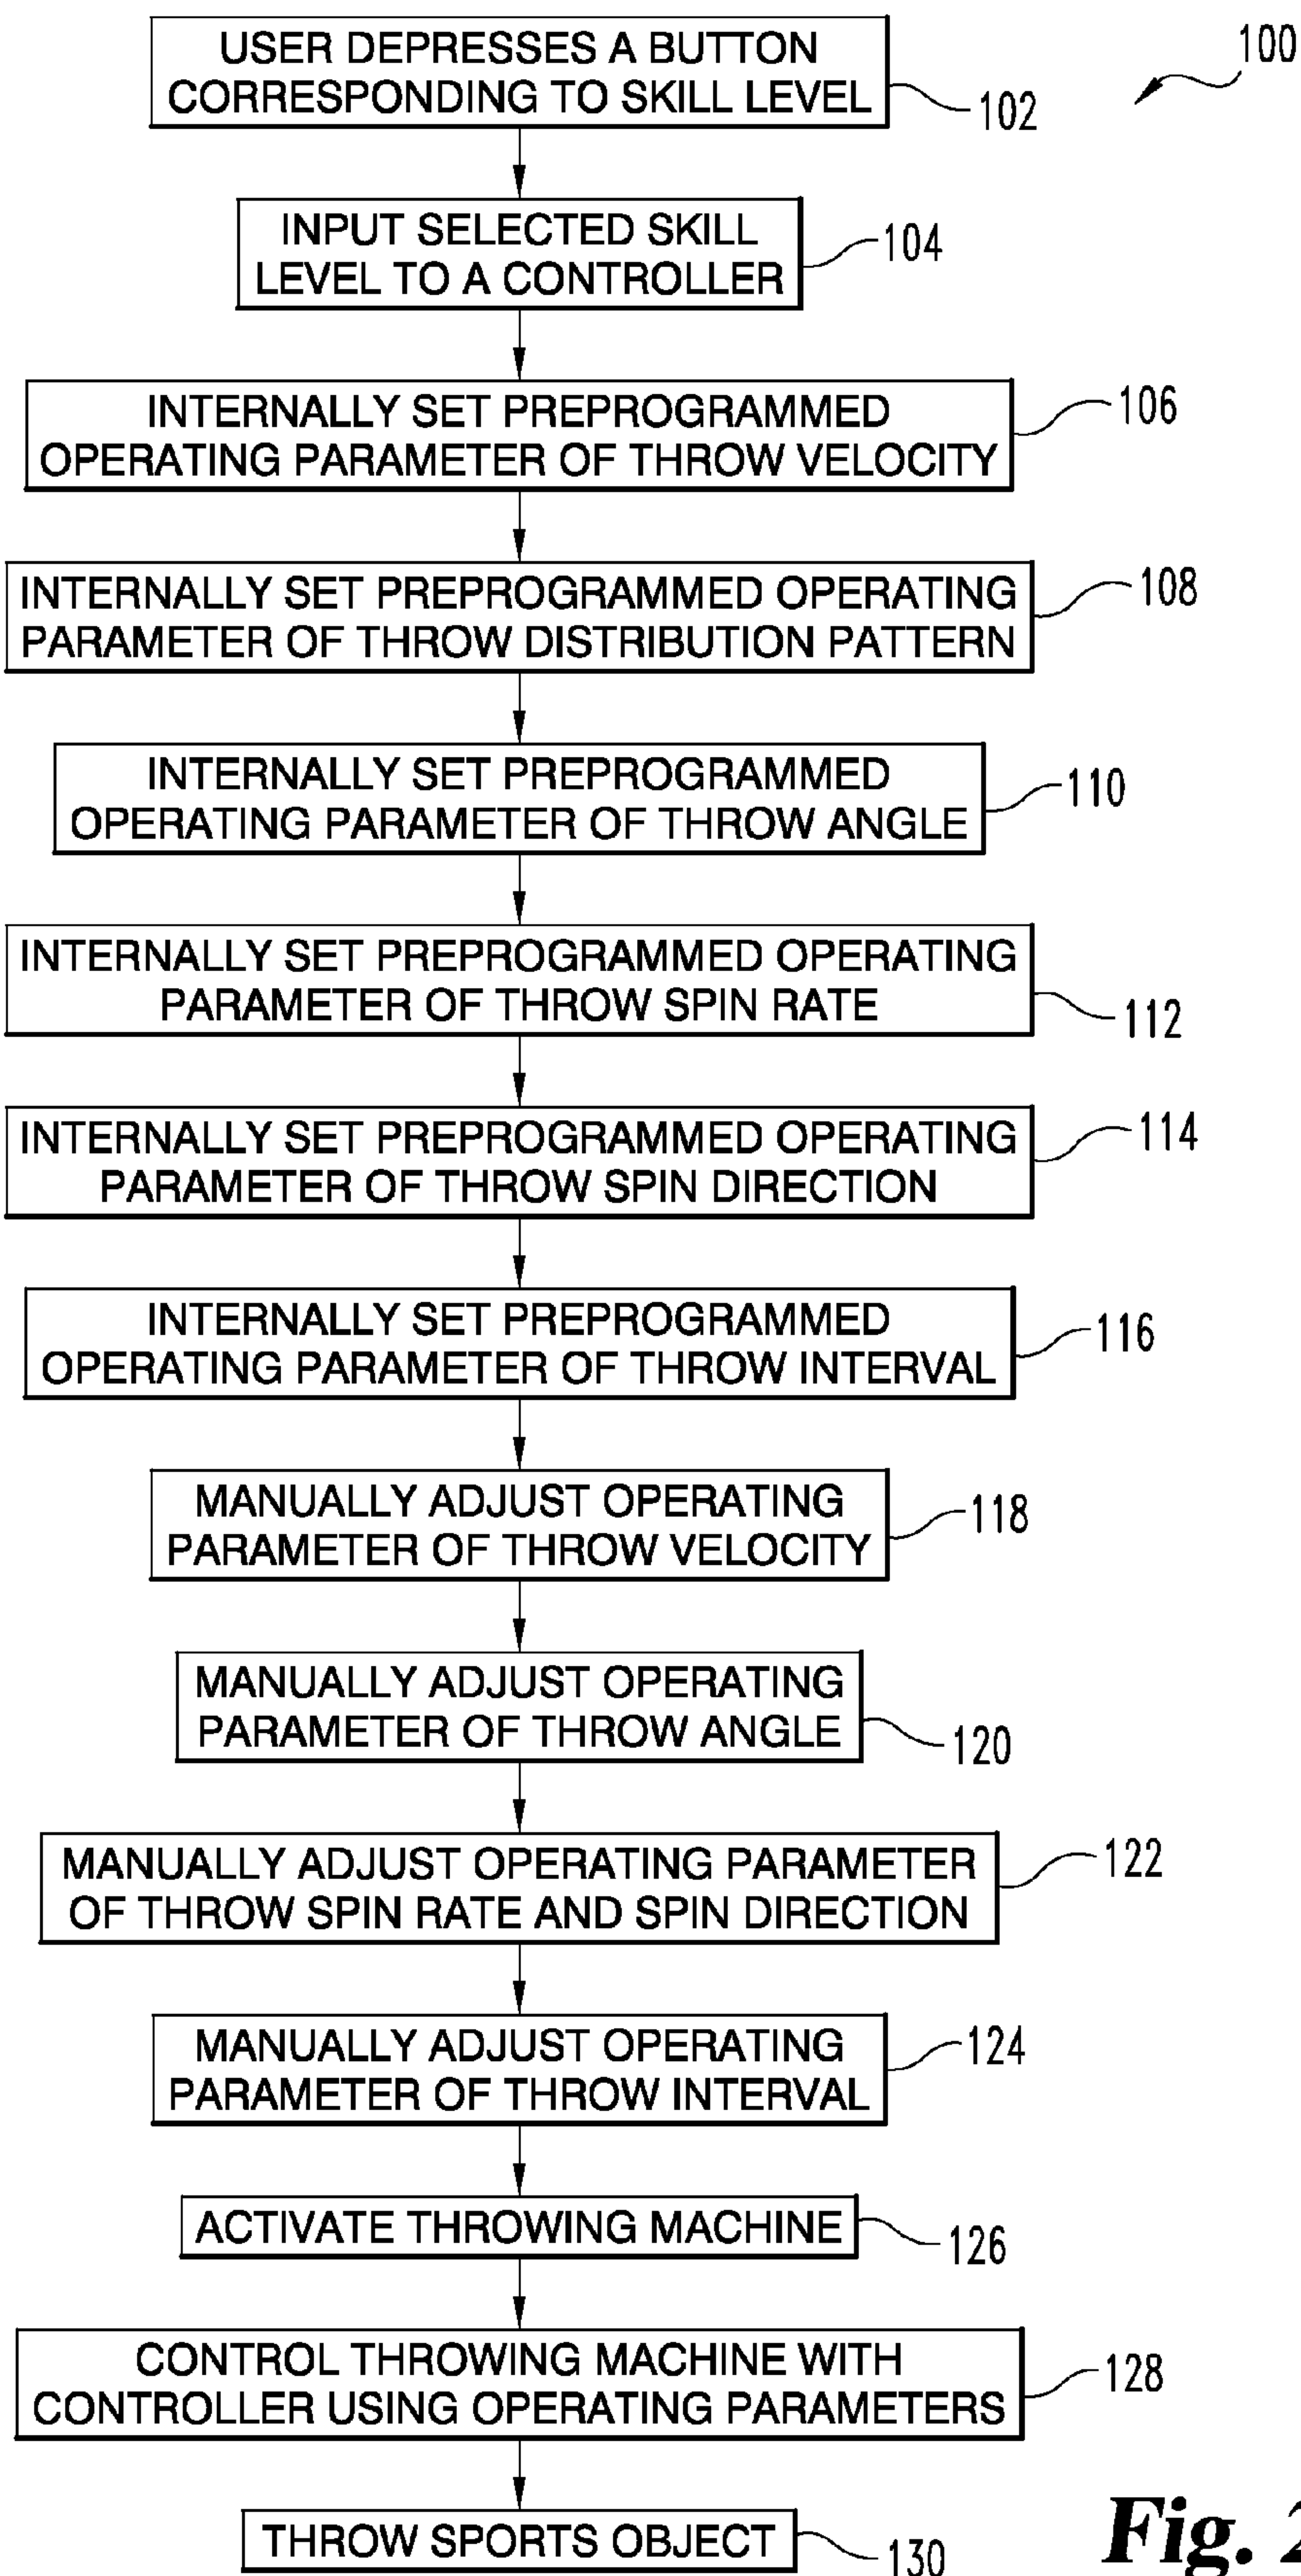 100
USER DEPRESSES A BUTTON
CORRESPONDING TO SKILL LEVEL
102
INPUT SELECTED SKILL
LEVEL TO A CONTROLLER
104
INTERNALLY SET PREPROGRAMMED
OPERATING PARAMETER OF THROW VELOCITY
106
INTERNALLY SET PREPROGRAMMED OPERATING
PARAMETER OF THROW DISTRIBUTION PATTERN
108
INTERNALLY SET PREPROGRAMMED
OPERATING PARAMETER OF THROW ANGLE
110
INTERNALLY SET PREPROGRAMMED OPERATING
PARAMETER OF THROW SPIN RATE
112
INTERNALLY SET PREPROGRAMMED OPERATING
PARAMETER OF THROW SPIN DIRECTION
114
INTERNALLY SET PREPROGRAMMED
OPERATING PARAMETER OF THROW INTERVAL
116
MANUALLY ADJUST OPERATING
PARAMETER OF THROW VELOCITY
118
MANUALLY ADJUST OPERATING
PARAMETER OF THROW ANGLE
120
MANUALLY ADJUST OPERATING PARAMETER
OF THROW SPIN RATE AND SPIN DIRECTION
122
MANUALLY ADJUST OPERATING
PARAMETER OF THROW INTERVAL
124
ACTIVATE THROWING MACHINE
126
CONTROL THROWING MACHINE WITH
CONTROLLER USING OPERATING PARAMETERS
128
THROW SPORTS OBJECT
130
Fig. 2